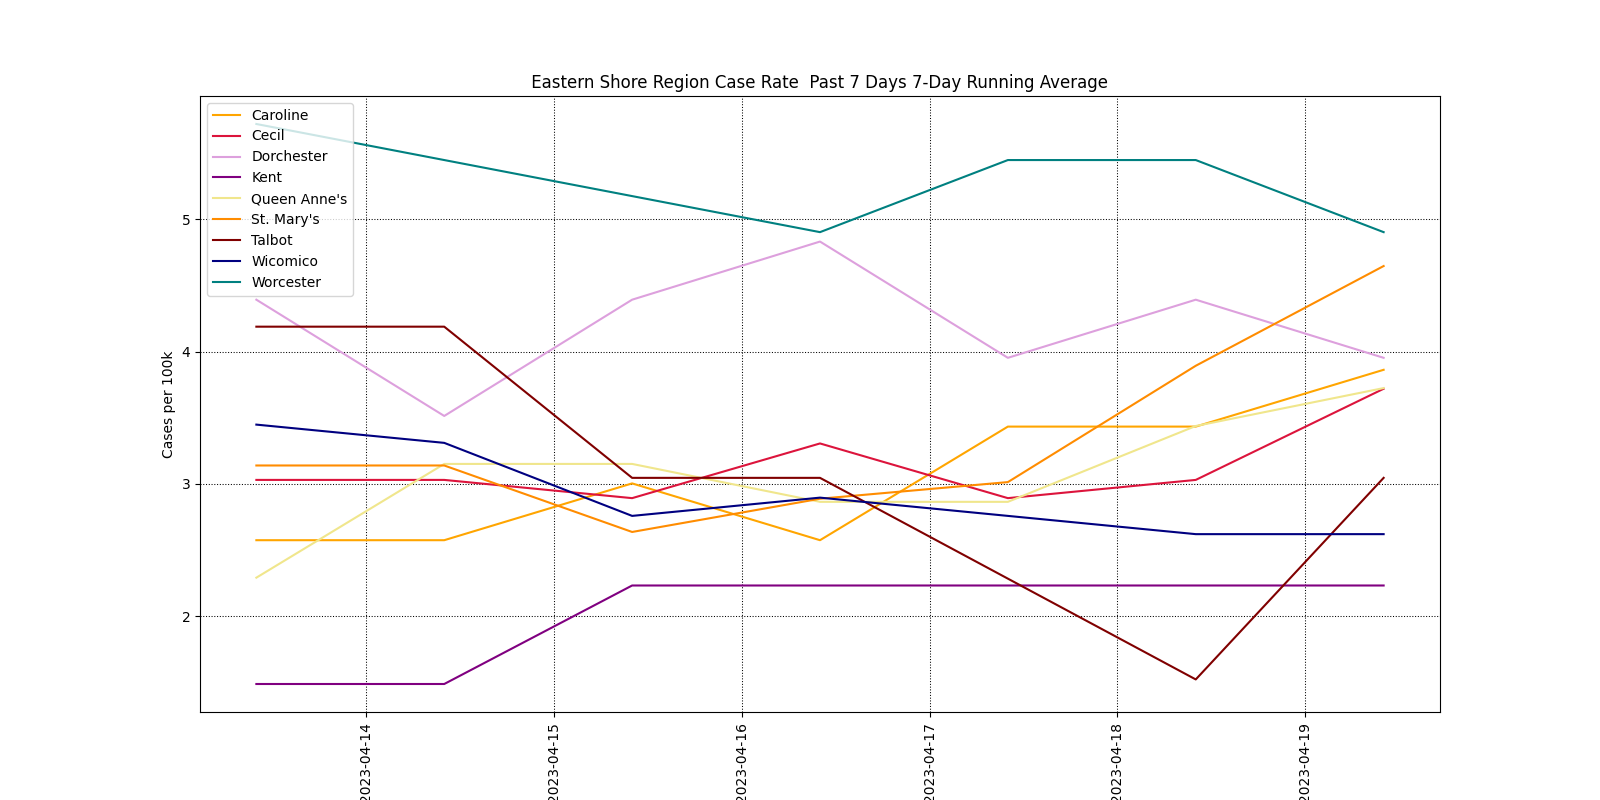 Eastern Shore Region Case Rate  Past 7 Days 7-Day Running Average
Caroline
Cecil
Dorchester
Kent
Queen Anne's
St. Mary's
Talbot
Wicomico
Worcester
Cases per 100k
5
4
3
2
2023-04-14
2023-04-15
2023-04-16
2023-04-17
2023-04-18
2023-04-19